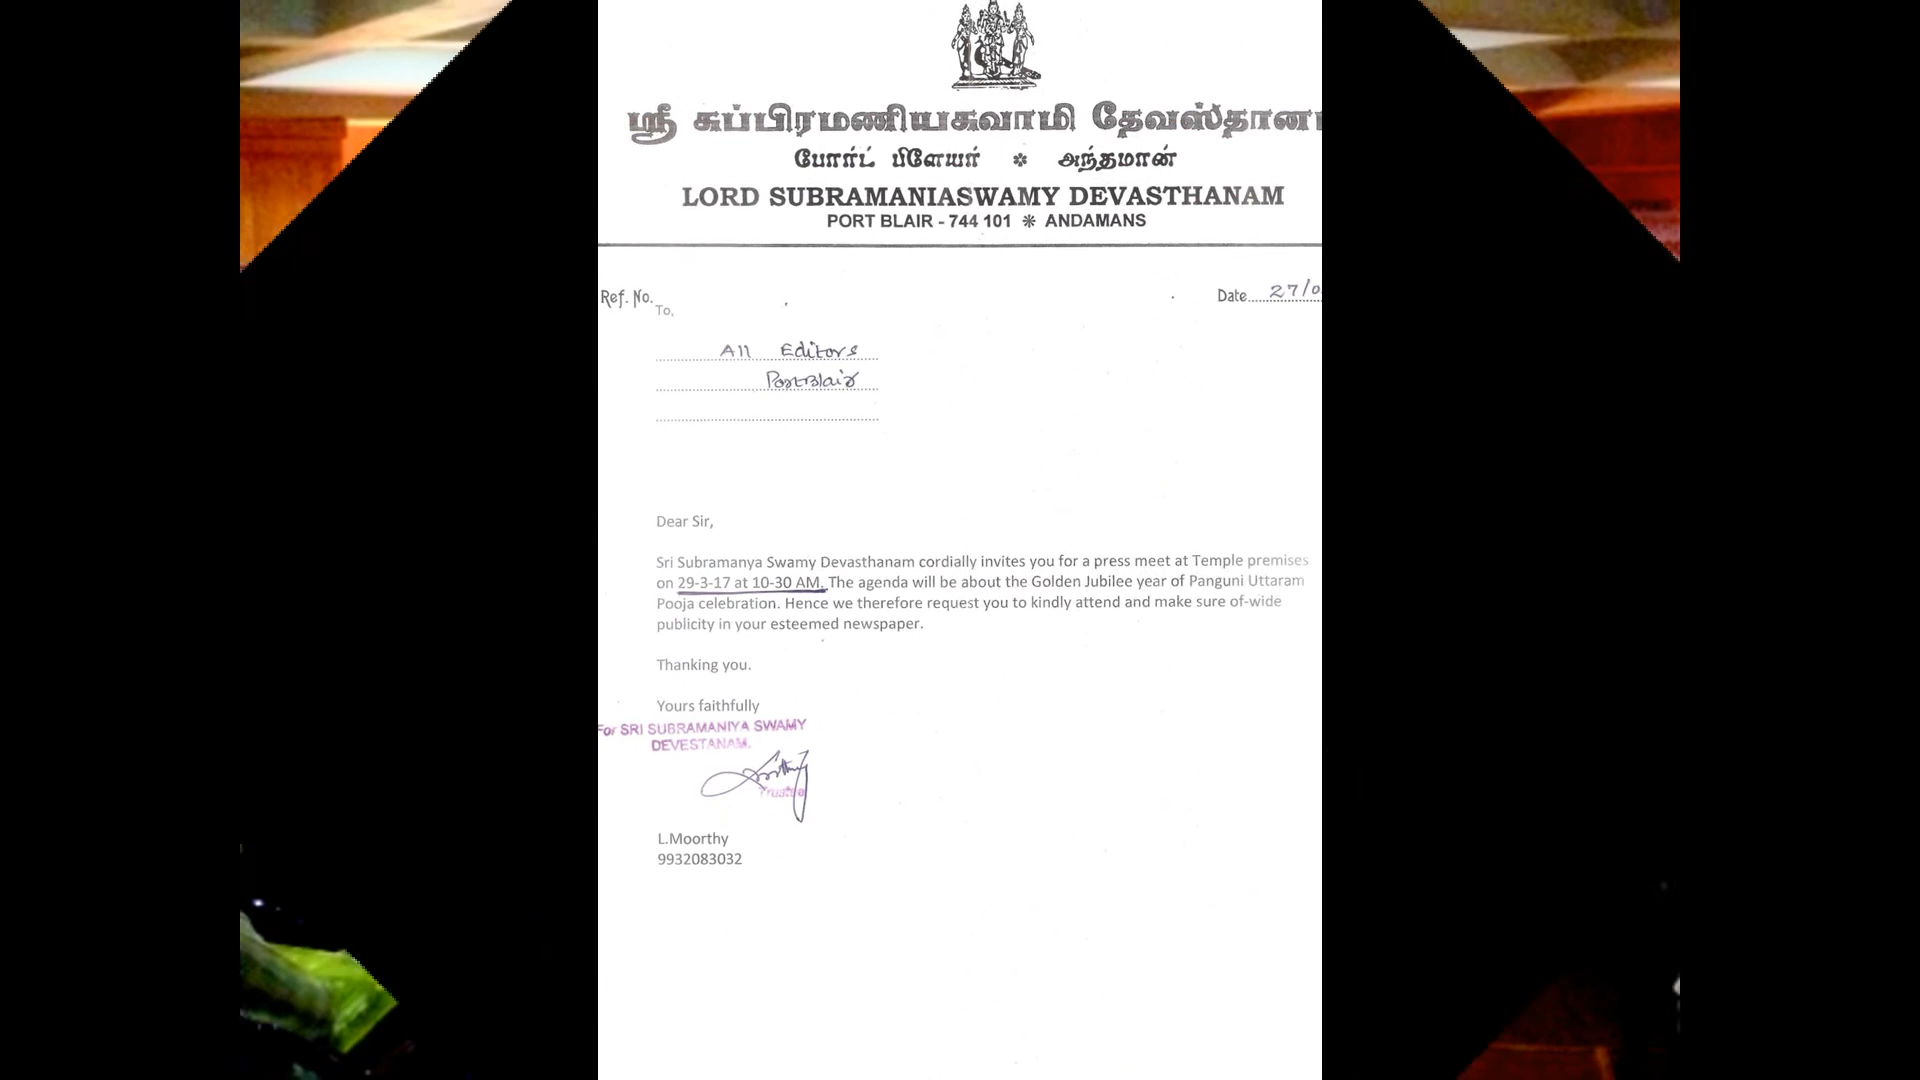 ஸ்ரீ சுப்பிரமணியசுவாமி தேவஸ்தான
போர்ட் பிளேயர் * அந்தமான்
LORD SUBRAMANIASWAMY DEVASTHANAM
PORT BLAIR - 744 101 * ANDAMANS
Ref. No. Date 27/0
To,
All Editors
PortBlair
Dear Sir,
Sri Subramanya Swamy Devasthanam cordially invites you for a press meet at Temple premises
on 29-3-17 at 10-30 AM. The agenda will be about the Golden Jubilee year of Panguni Uttaram
Pooja celebration. Hence we therefore request you to kindly attend and make sure of-wide
publicity in your esteemed newspaper.
Thanking you.
Yours faithfully
For SRI SUBRAMANIYA SWAMY
DEVESTANAM.
Trustee
L.Moorthy
9932083032